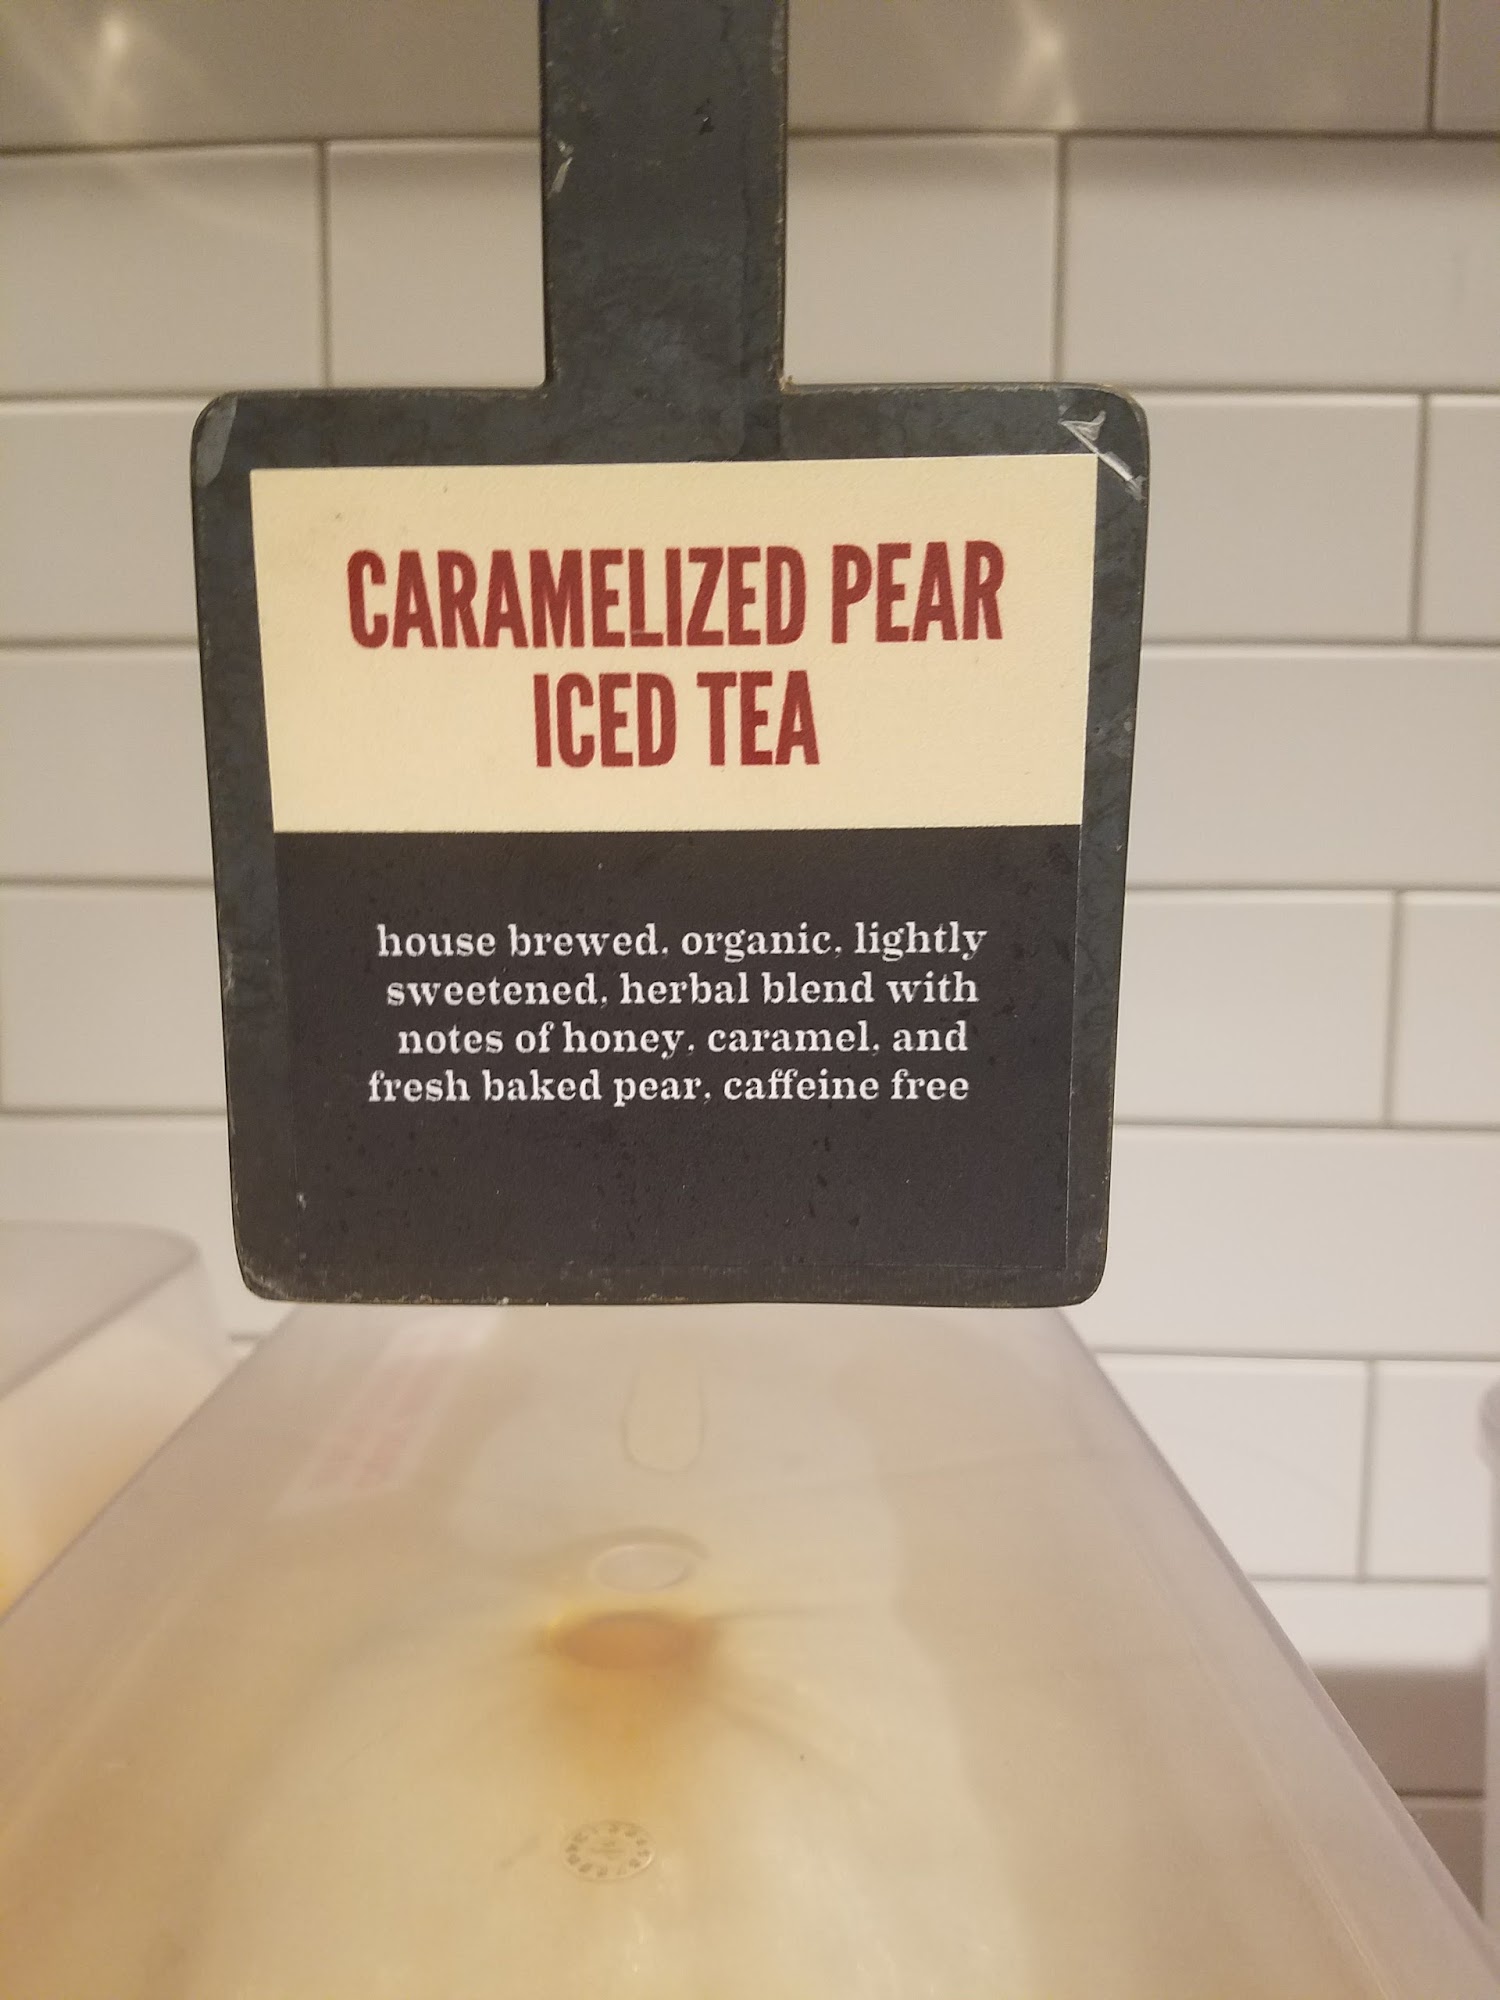 CARAMELIZED PEAR
ICED TEA
house brewed, organic, lightly
sweetened, herbal blend with
notes of honey, caramel, and
fresh baked pear, caffeine free